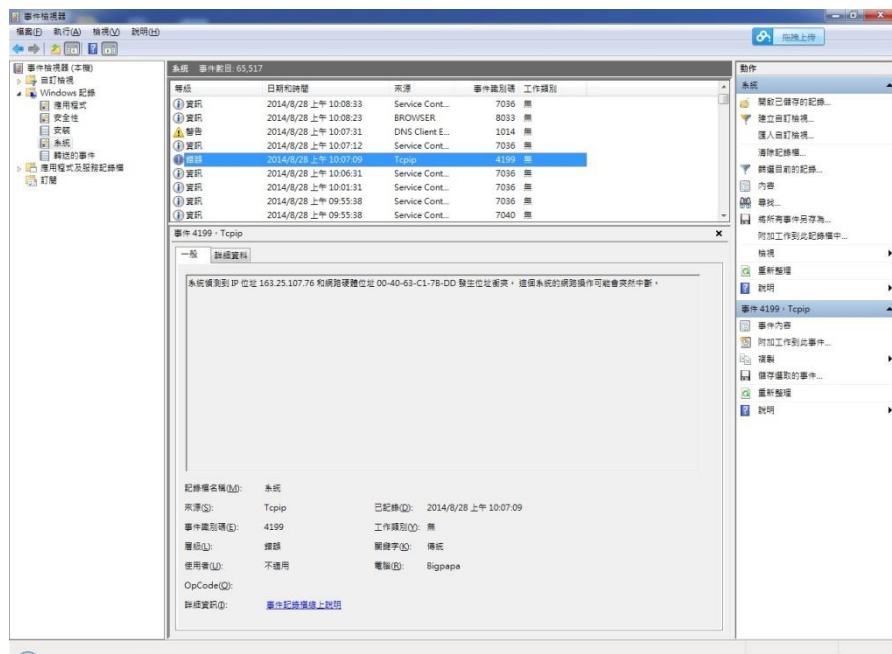 事件檢視器
檔案(F) 執行(A) 檢視(V) 說明(H)
拖拽上传
事件檢視器 (本機)
自訂檢視
Windows 記錄
應用程式
安全性
安裝
系統
轉送的事件
應用程式及服務記錄檔
訂閱
系統 事件數目: 65,517
等級 日期和時間 來源 事件識別碼 工作類別
資訊 2014/8/28 上午 10:08:33 Service Cont... 7036 無
資訊 2014/8/28 上午 10:08:23 BROWSER 8033 無
警告 2014/8/28 上午 10:07:31 DNS Client E... 1014 無
資訊 2014/8/28 上午 10:07:12 Service Cont... 7036 無
錯誤 2014/8/28 上午 10:07:09 Tcpip 4199 無
資訊 2014/8/28 上午 10:06:31 Service Cont... 7036 無
資訊 2014/8/28 上午 10:01:31 Service Cont... 7036 無
資訊 2014/8/28 上午 09:55:38 Service Cont... 7036 無
資訊 2014/8/28 上午 09:55:38 Service Cont... 7040 無
事件 4199，Tcpip
一般 詳細資料
系統偵測到 IP 位址 163.25.107.76 和網路硬體位址 00-40-63-C1-7B-DD 發生位址衝突。 這個系統的網路操作可能會突然中斷。
記錄檔名稱(M): 系統
來源(S): Tcpip 已記錄(D): 2014/8/28 上午 10:07:09
事件識別碼(E): 4199 工作類別(Y): 無
層級(L): 錯誤 關鍵字(K): 傳統
使用者(U): 不適用 電腦(R): Bigpapa
OpCode(O):
詳細資訊(I): 事件記錄檔線上說明
動作
系統
開啟已儲存的記錄...
建立自訂檢視...
匯入自訂檢視...
清除記錄檔...
篩選目前的記錄...
內容
尋找...
將所有事件另存為...
附加工作到此記錄檔中...
檢視
重新整理
說明
事件 4199，Tcpip
事件內容
附加工作到此事件...
複製
儲存選取的事件...
重新整理
說明